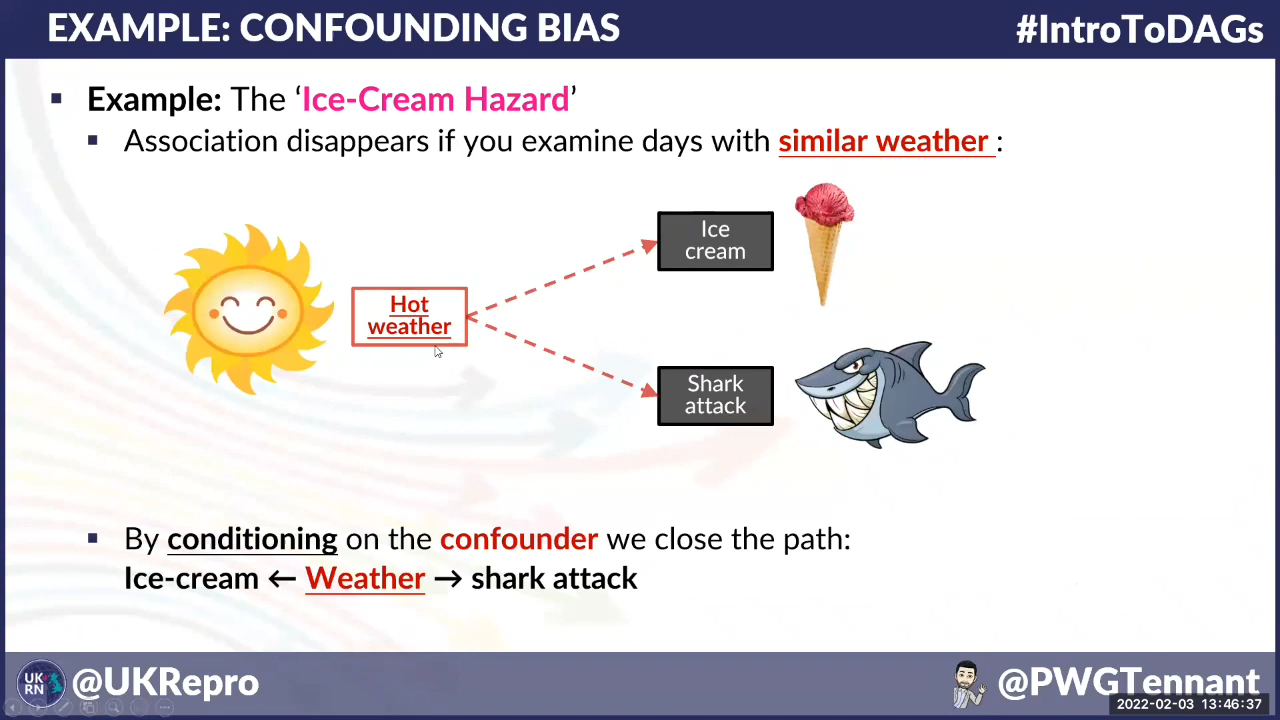 EXAMPLE: CONFOUNDING BIAS
#IntroToDAGs
▪ Example: The ‘Ice-Cream Hazard’
▪ Association disappears if you examine days with similar weather :
Ice
cream
Hot
weather
Shark
attack
▪ By conditioning on the confounder we close the path:
Ice-cream ← Weather → shark attack
UK
RN
@UKRepro
@PWGTennant
2022-02-03 13:46:37